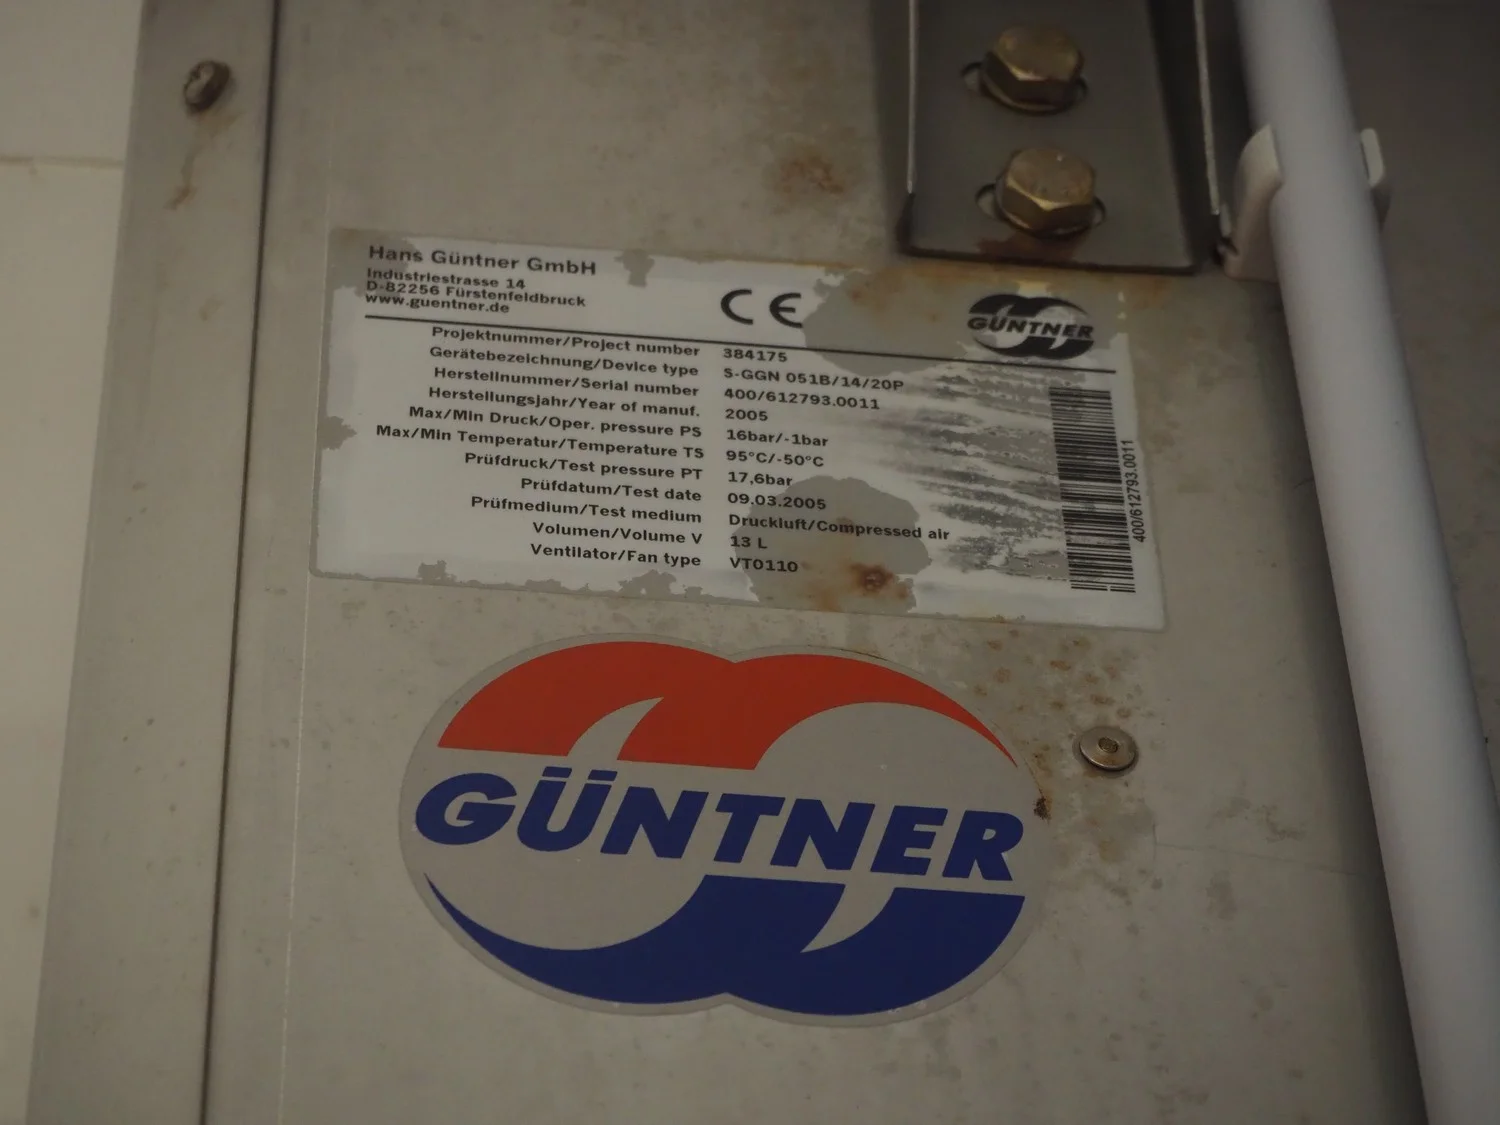 Hans Güntner GmbH
Industriestrasse 14
D-82256 Fürstenfeldbruck
www.guentner.de
CE
GÜNTNER
Projektnummer/Project number 384175
Gerätebezeichnung/Device type S-GGN 051B/14/20P
Herstellnummer/Serial number 400/612793.0011
Herstellungsjahr/Year of manuf. 2005
Max/Min Druck/Oper. pressure PS 16bar/-1bar
Max/Min Temperatur/Temperature TS 95°C/-50°C
Prüfdruck/Test pressure PT 17,6bar
Prüfdatum/Test date 09.03.2005
Prüfmedium/Test medium Druckluft/Compressed air
Volumen/Volume V 13 L
Ventilator/Fan type VT0110
400/612793.0011
GÜNTNER